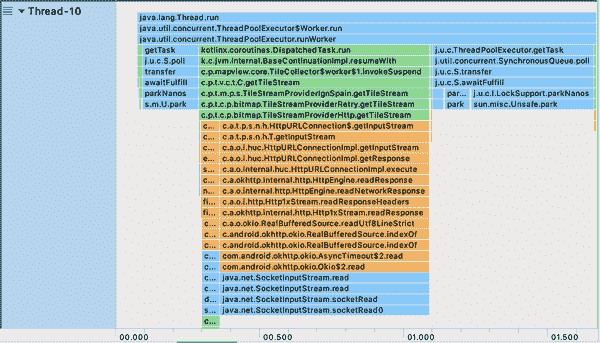 Thread-10
java.lang.Thread.run
java.util.concurrent.ThreadPoolExecutor$Worker.run
java.util.concurrent.ThreadPoolExecutor.runWorker
getTask kotlinx.coroutines.DispatchedTask.run j.u.c.ThreadPoolExecutor.getTask
j.u.c.S.poll k.c.jvm.internal.BaseContinuationImpl.resumeWith j.util.concurrent.SynchronousQueue.poll
transfer c.p.mapview.core.TileCollector$worker$1.invokeSuspend j.u.c.S.transfer
awaitFulfill c.p.t.v.c.T.C.getTileStream j.u.c.S.awaitFulfill
parkNanos c.p.t.m.p.s.TileStreamProviderIgnSpain.getTileStream par... j.u.c.l.LockSupport.parkNanos
s.m.U.park c.p.t.c.p.bitmap.TileStreamProviderRetry.getTileStream park sun.misc.Unsafe.park
c.p.t.c.p.bitmap.TileStreamProviderHttp.getTileStream
c... c.a.t.p.s.n.h.HttpURLConnection$.getInputStream
c... c.a.t.p.s.n.h.T.getInputStream
c... c.a.o.i.huc.HttpURLConnectionImpl.getInputStream
e... c.a.o.i.huc.HttpURLConnectionImpl.getResponse
s... c.a.o.internal.huc.HttpURLConnectionImpl.execute
c... c.a.okhttp.internal.http.HttpEngine.readResponse
n... c.a.o.internal.http.HttpEngine.readNetworkResponse
fi... c.a.o.i.http.Http1xStream.readResponseHeaders
fi... c.a.okhttp.internal.http.Http1xStream.readResponse
c... c.a.o.okio.RealBufferedSource.readUtf8LineStrict
c... c.android.okhttp.okio.RealBufferedSource.indexOf
c... c.android.okhttp.okio.RealBufferedSource.indexOf
c... com.android.okhttp.okio.AsyncTimeout$2.read
c... com.android.okhttp.okio.Okio$2.read
c... java.net.SocketInputStream.read
c... java.net.SocketInputStream.read
d... java.net.SocketInputStream.socketRead
s... java.net.SocketInputStream.socketRead0
c...
00.000 00.500 01.000 01.500